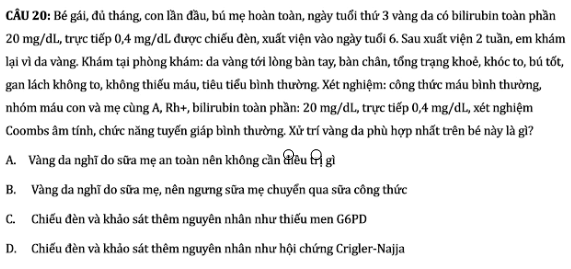 CÂU 20: Bé gái, đủ tháng, con lần đầu, bú mẹ hoàn toàn, ngày tuổi thứ 3 vàng da có bilirubin toàn phần
20 mg/dL, trực tiếp 0,4 mg/dL được chiếu đèn, xuất viện vào ngày tuổi 6. Sau xuất viện 2 tuần, em khám
lại vì da vàng. Khám tại phòng khám: da vàng tới lòng bàn tay, bàn chân, tổng trạng khoẻ, khóc to, bú tốt,
gan lách không to, không thiếu máu, tiêu tiểu bình thường. Xét nghiệm: công thức máu bình thường,
nhóm máu con và mẹ cùng A, Rh+, bilirubin toàn phần: 20 mg/dL, trực tiếp 0,4 mg/dL, xét nghiệm
Coombs âm tính, chức năng tuyến giáp bình thường. Xử trí vàng da phù hợp nhất trên bé này là gì?
A. Vàng da nghĩ do sữa mẹ an toàn nên không cần điều trị gì
B. Vàng da nghĩ do sữa mẹ, nên ngưng sữa mẹ chuyển qua sữa công thức
C. Chiếu đèn và khảo sát thêm nguyên nhân như thiếu men G6PD
D. Chiếu đèn và khảo sát thêm nguyên nhân như hội chứng Crigler-Najja